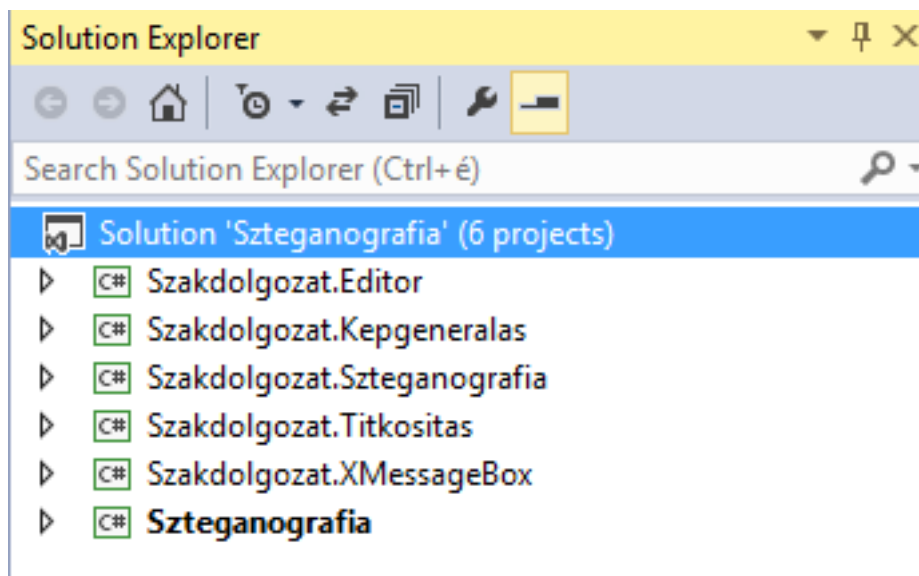 Solution Explorer
Search Solution Explorer (Ctrl+é)
Solution 'Szteganografia' (6 projects)
C# Szakdolgozat.Editor
C# Szakdolgozat.Kepgeneralas
C# Szakdolgozat.Szteganografia
C# Szakdolgozat.Titkositas
C# Szakdolgozat.XMessageBox
C# Szteganografia